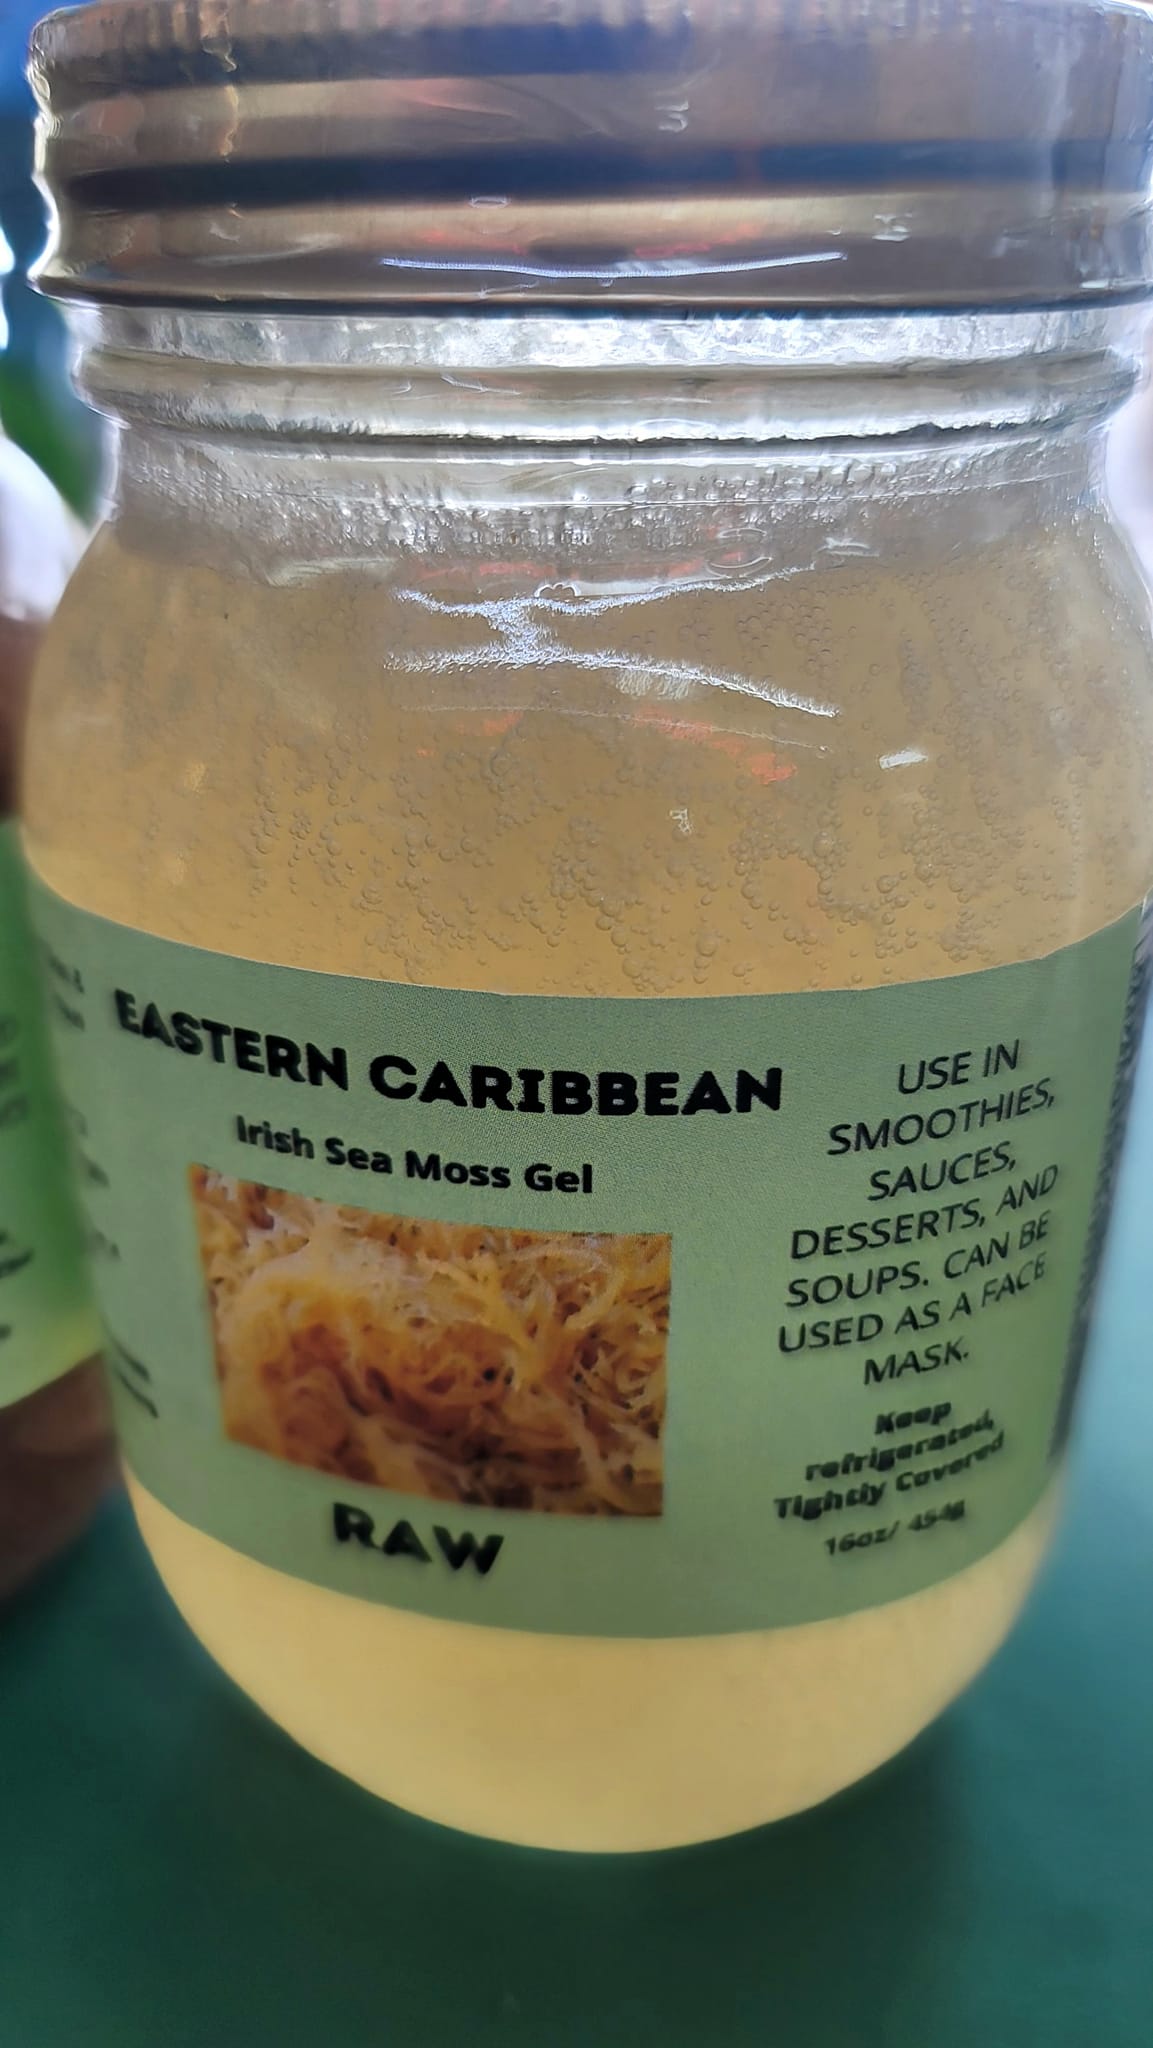 EASTERN CARIBBEAN
Irish Sea Moss Gel
RAW
USE IN
SMOOTHIES,
SAUCES,
DESSERTS, AND
SOUPS. CAN BE
USED AS A FACE
MASK.
Keep
refrigerated,
Tightly Covered
16oz/ 454g